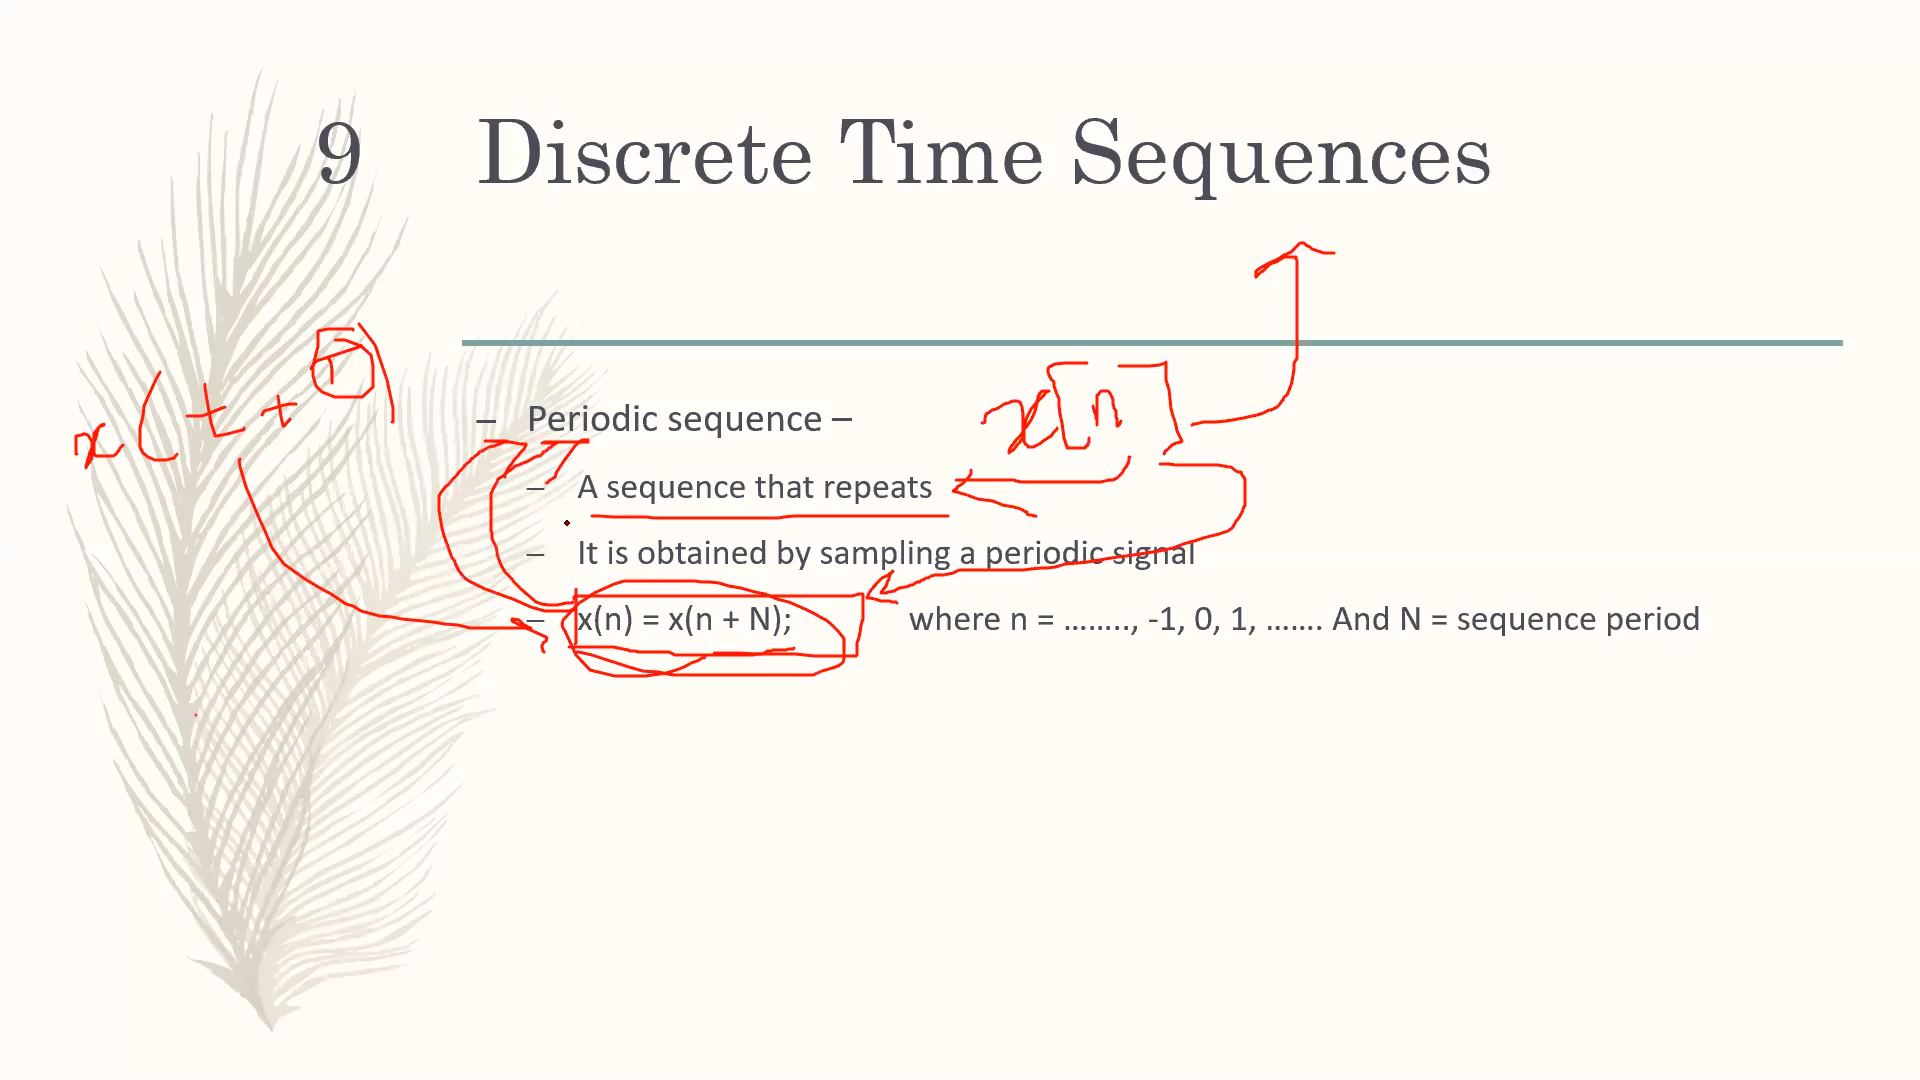 9 Discrete Time Sequences
x(t+T)
x[n]
– Periodic sequence –
– A sequence that repeats
– It is obtained by sampling a periodic signal
– x(n) = x(n + N); where n = …….., -1, 0, 1, ……. And N = sequence period